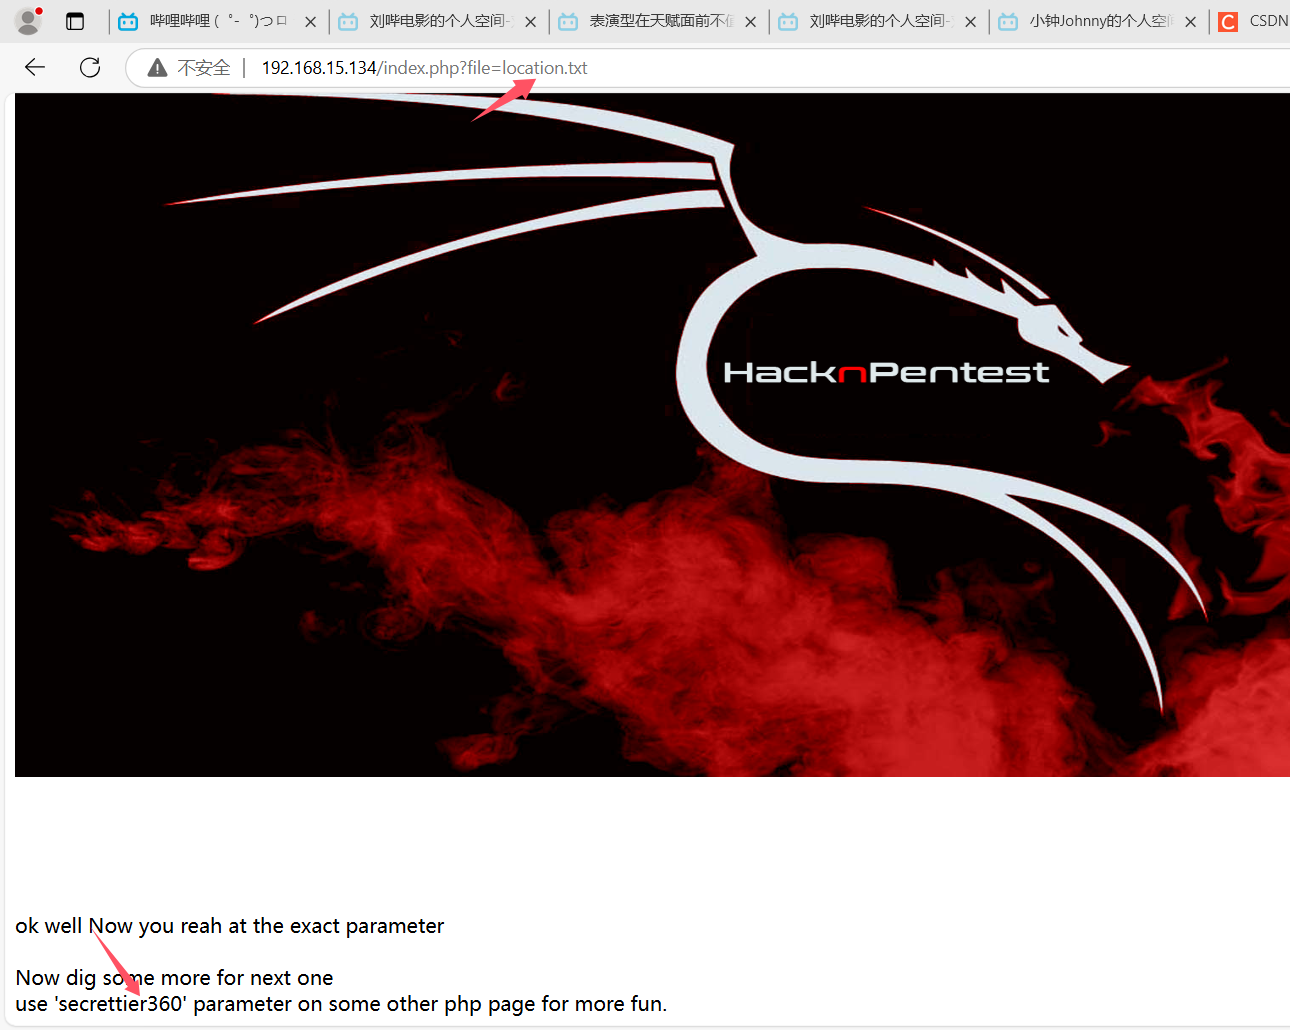 哔哩哔哩 (゜-゜)つロ
刘哔电影的个人空间-
表演型在天赋面前不值
刘哔电影的个人空间-
小钟Johnny的个人空间
CSDN
不安全
192.168.15.134/index.php?file=location.txt
HacknPentest
ok well Now you reah at the exact parameter
Now dig some more for next one
use 'secrettier360' parameter on some other php page for more fun.